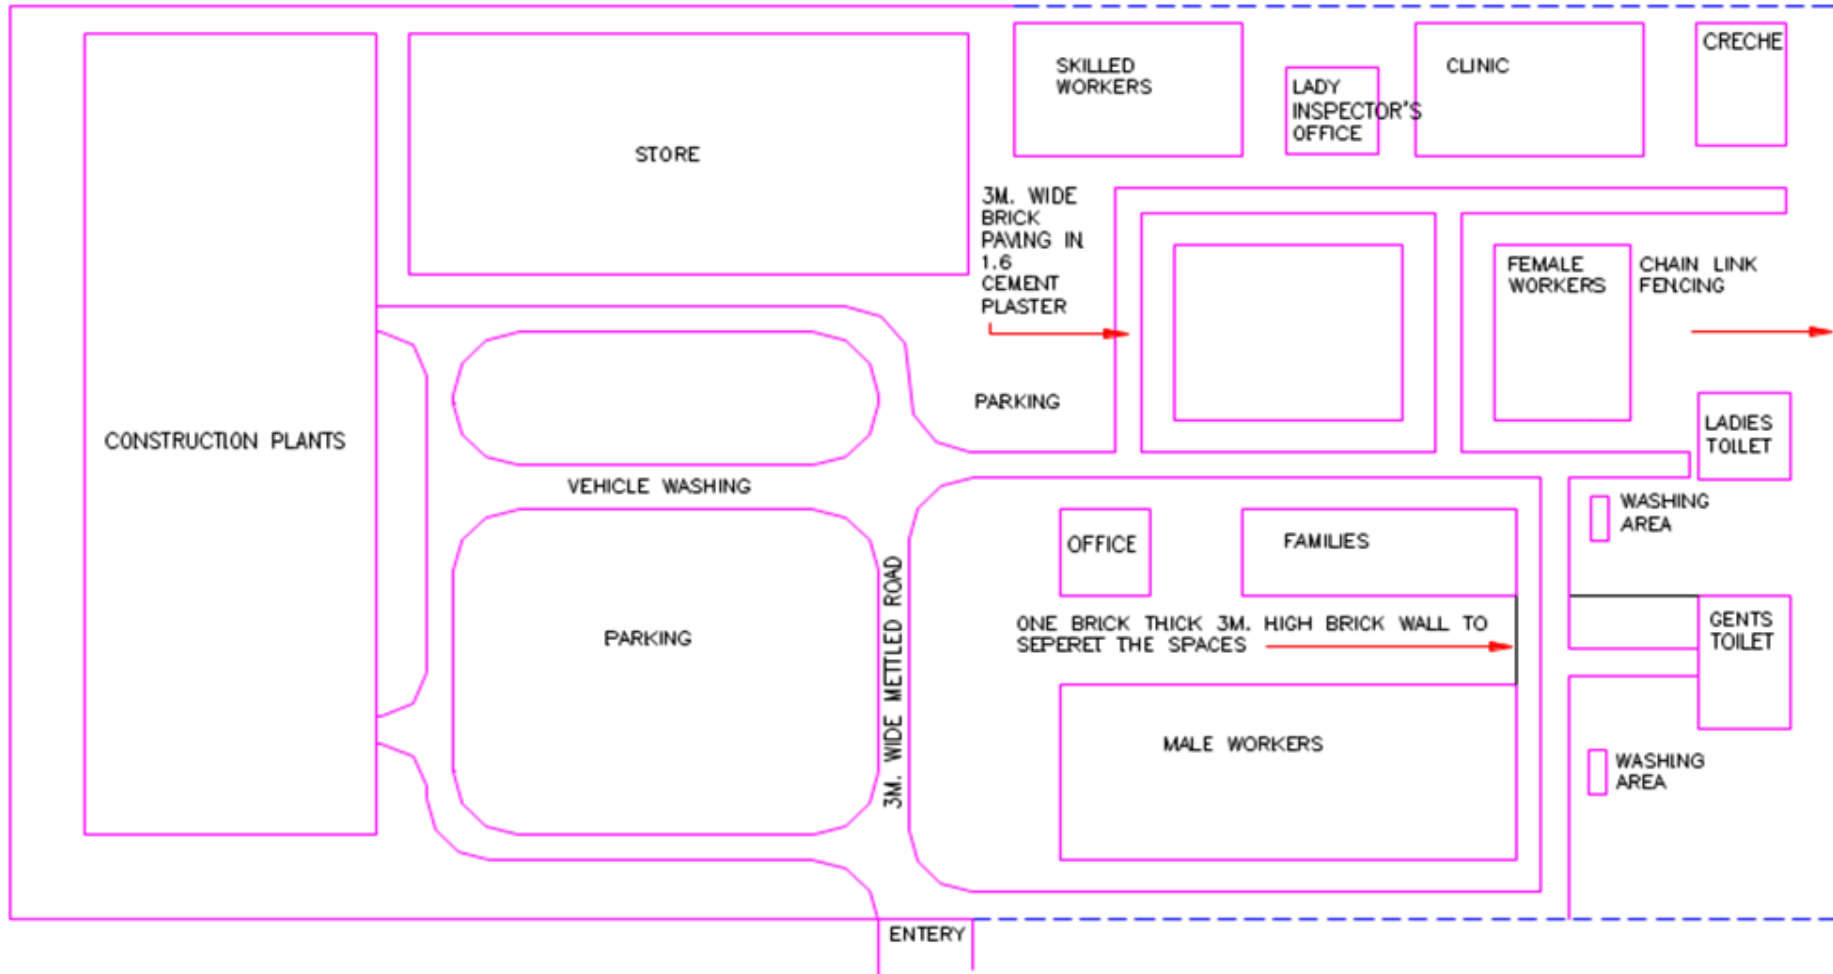 SKILLED
WORKERS
LADY
INSPECTOR'S
OFFICE
CLINIC
CRECHE
STORE
3M. WIDE
BRICK
PAVING IN
1.6
CEMENT
PLASTER
FEMALE
WORKERS
CHAIN LINK
FENCING
PARKING
CONSTRUCTION PLANTS
LADIES
TOILET
VEHICLE WASHING
WASHING
AREA
OFFICE
FAMILIES
3M. WIDE METTLED ROAD
ONE BRICK THICK 3M. HIGH BRICK WALL TO
SEPERET THE SPACES
GENTS
TOILET
PARKING
MALE WORKERS
WASHING
AREA
ENTERY